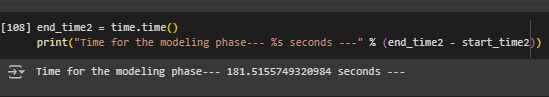 [108] end_time2 = time.time()
print("Time for the modeling phase--- %s seconds ---" % (end_time2 - start_time2))
Time for the modeling phase--- 181.5155749320984 seconds ---